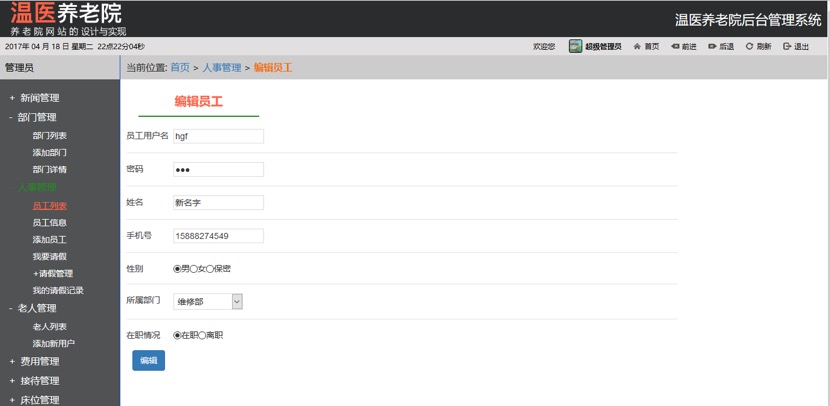 温医养老院
养老院网站的设计与实现
温医养老院后台管理系统
2017年 04 月 18 日 星期二 22点22分04秒
欢迎您 超级管理员 首页 前进 后退 刷新 退出
管理员
当前位置: 首页 > 人事管理 > 编辑员工
+ 新闻管理
- 部门管理
部门列表
添加部门
部门详情
- 人事管理
员工列表
员工信息
添加员工
我要请假
+请假管理
我的请假记录
- 老人管理
老人列表
添加新用户
+ 费用管理
+ 接待管理
+ 床位管理
编辑员工
员工用户名 hgf
密码 ●●●
姓名 新名字
手机号 15888274549
性别 男 女 保密
所属部门 维修部
在职情况 在职 离职
编辑